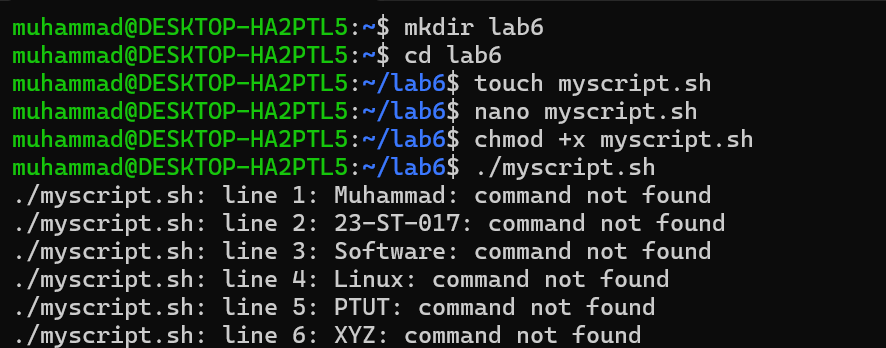 muhammad@DESKTOP-HA2PTL5:~$ mkdir lab6
muhammad@DESKTOP-HA2PTL5:~$ cd lab6
muhammad@DESKTOP-HA2PTL5:~/lab6$ touch myscript.sh
muhammad@DESKTOP-HA2PTL5:~/lab6$ nano myscript.sh
muhammad@DESKTOP-HA2PTL5:~/lab6$ chmod +x myscript.sh
muhammad@DESKTOP-HA2PTL5:~/lab6$ ./myscript.sh
./myscript.sh: line 1: Muhammad: command not found
./myscript.sh: line 2: 23-ST-017: command not found
./myscript.sh: line 3: Software: command not found
./myscript.sh: line 4: Linux: command not found
./myscript.sh: line 5: PTUT: command not found
./myscript.sh: line 6: XYZ: command not found